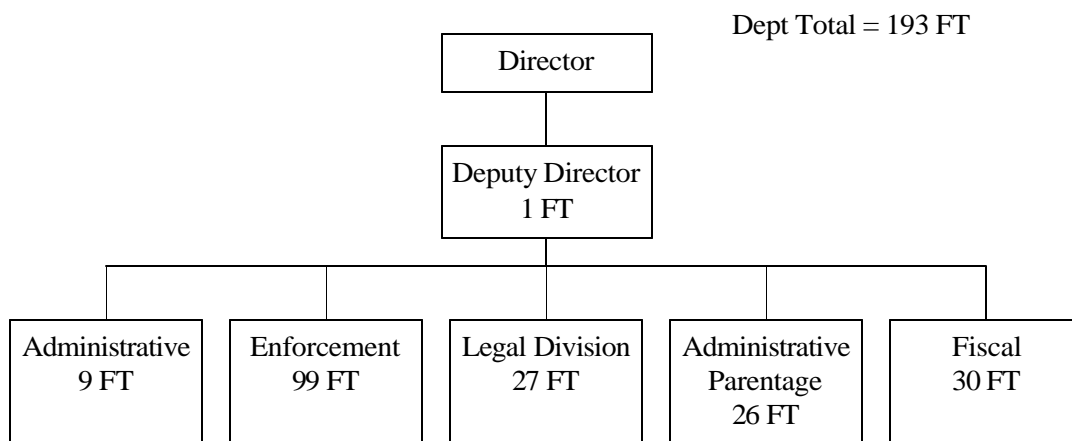 Dept Total = 193 FT
Director
Deputy Director
1 FT
Administrative
9 FT
Enforcement
99 FT
Legal Division
27 FT
Administrative
Parentage
26 FT
Fiscal
30 FT